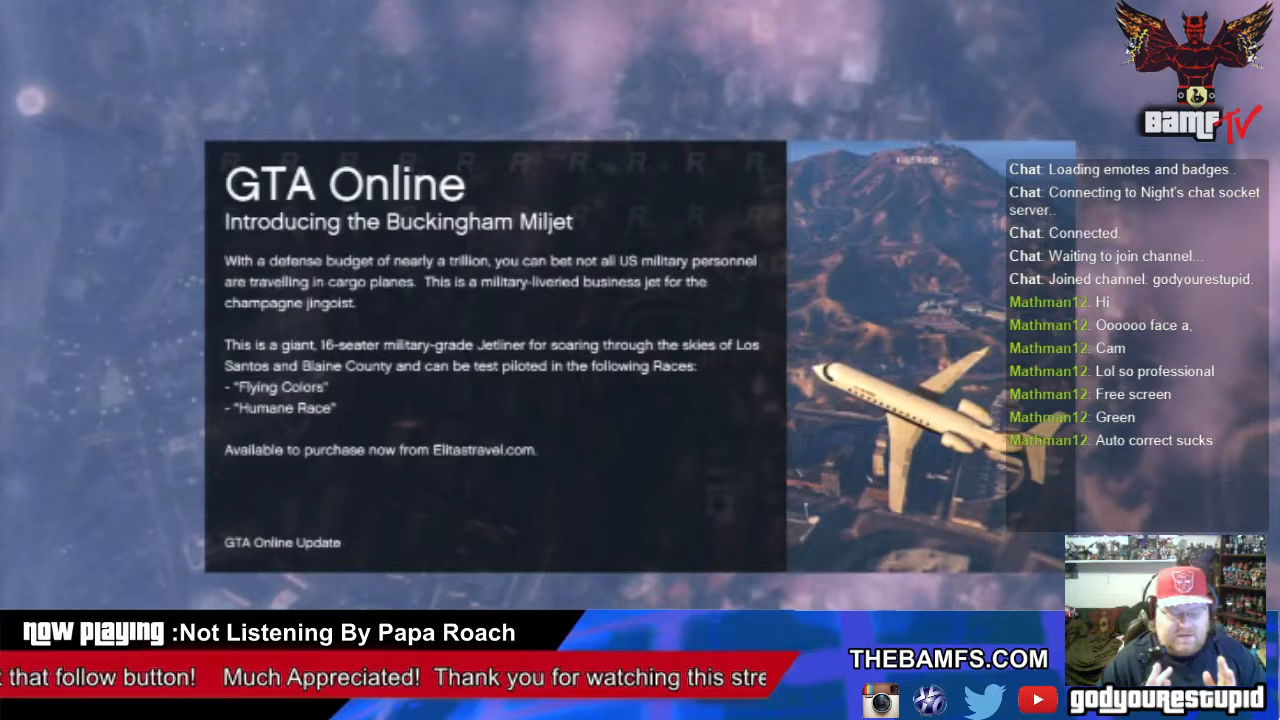 BAMF TV
GTA Online
Introducing the Buckingham Miljet
With a defense budget of nearly a trillion, you can bet not all US military personnel
are travelling in cargo planes. This is a military-liveried business jet for the
champagne jingoist.
This is a giant, 16-seater military-grade Jetliner for soaring through the skies of Los
Santos and Blaine County and can be test piloted in the following Races:
- "Flying Colors"
- "Humane Race"
Available to purchase now from Elitastravel.com.
GTA Online Update
Chat: Loading emotes and badges..
Chat: Connecting to Night's chat socket
server..
Chat: Connected.
Chat: Waiting to join channel...
Chat: Joined channel: godyourestupid.
Mathman12: Hi
Mathman12: Oooooo face a,
Mathman12: Cam
Mathman12: Lol so professional
Mathman12: Free screen
Mathman12: Green
Mathman12: Auto correct sucks
now playing :Not Listening By Papa Roach
that follow button! Much Appreciated! Thank you for watching this stre
THEBAMFS.COM
godyourestupid